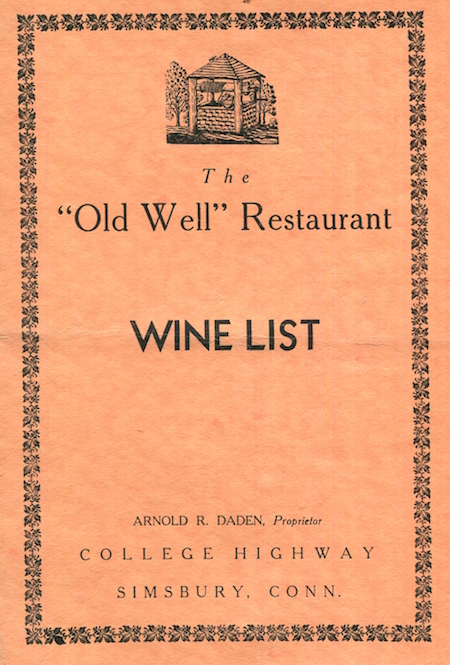 The
"Old Well" Restaurant
WINE LIST
ARNOLD R. DADEN, Proprietor
COLLEGE HIGHWAY
SIMSBURY, CONN.